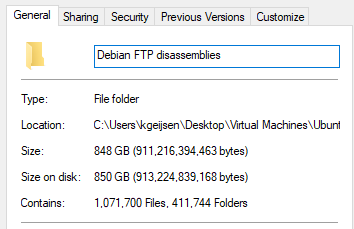 General Sharing Security Previous Versions Customize
Debian FTP disassemblies
Type: File folder
Location: C:\Users\kgeijsen\Desktop\Virtual Machines\Ubunt
Size: 848 GB (911,216,394,463 bytes)
Size on disk: 850 GB (913,224,839,168 bytes)
Contains: 1,071,700 Files, 411,744 Folders